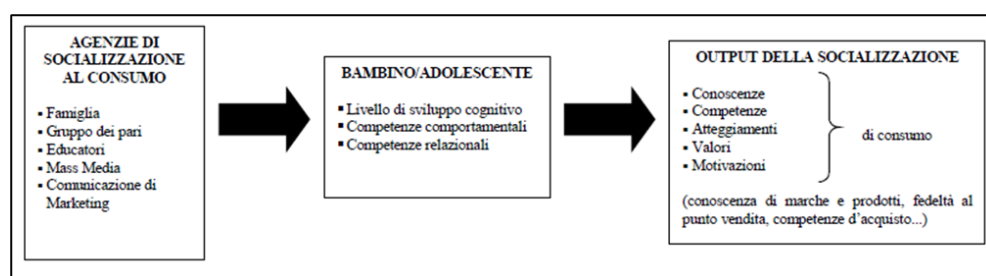 AGENZIE DI
SOCIALIZZAZIONE
AL CONSUMO
▪ Famiglia
▪ Gruppo dei pari
▪ Educatori
▪ Mass Media
▪ Comunicazione di
Marketing
BAMBINO/ADOLESCENTE
▪ Livello di sviluppo cognitivo
▪ Competenze comportamentali
▪ Competenze relazionali
OUTPUT DELLA SOCIALIZZAZIONE
▪ Conoscenze
▪ Competenze
▪ Atteggiamenti
▪ Valori
▪ Motivazioni
di consumo
(conoscenza di marche e prodotti, fedeltà al
punto vendita, competenze d'acquisto...)